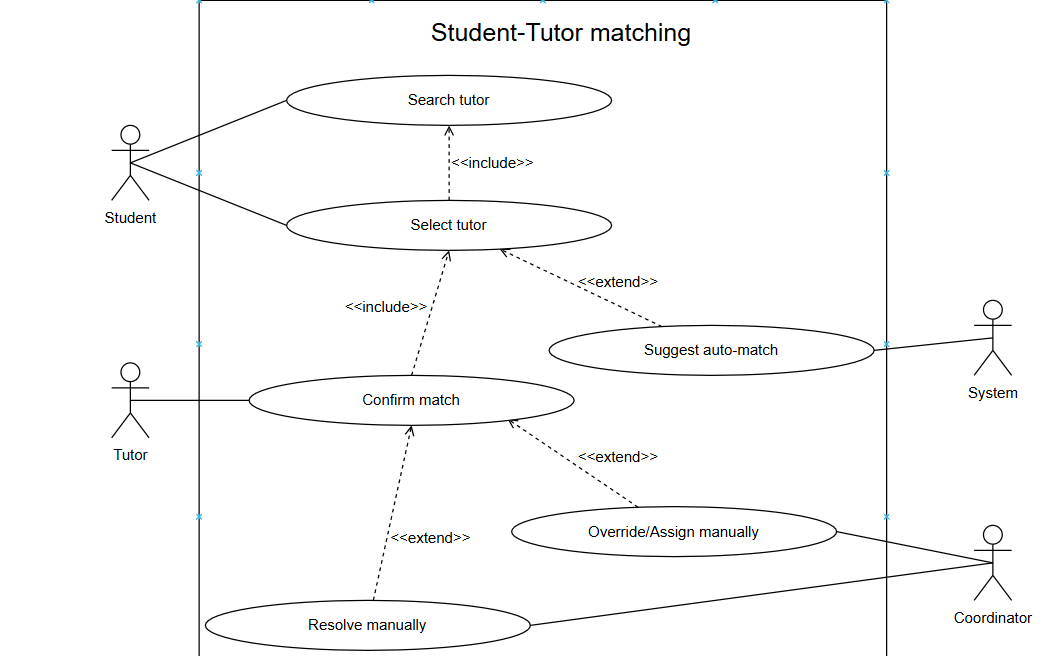 Student-Tutor matching
Search tutor
<<include>>
Student
Select tutor
<<extend>>
<<include>>
Suggest auto-match
System
Confirm match
Tutor
<<extend>>
Override/Assign manually
<<extend>>
Coordinator
Resolve manually